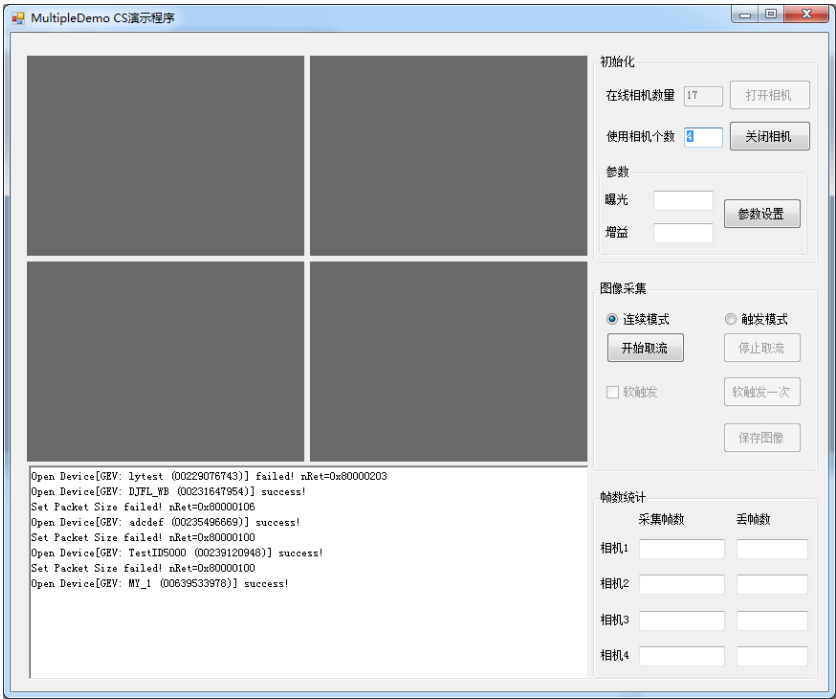 MultipleDemo CS演示程序
初始化
在线相机数量 17 打开相机
使用相机个数 4 关闭相机
参数
曝光
参数设置
增益
图像采集
连续模式 触发模式
开始取流 停止取流
软触发 软触发一次
保存图像
Open Device[GEV: lytest (00229076743)] failed! nRet=0x80000203
Open Device[GEV: DJFL_WB (00231647954)] success!
Set Packet Size failed! nRet=0x80000106
Open Device[GEV: adcdef (00235496669)] success!
Set Packet Size failed! nRet=0x80000100
Open Device[GEV: TestID5000 (00239120948)] success!
Set Packet Size failed! nRet=0x80000100
Open Device[GEV: MY_1 (00639533978)] success!
帧数统计
采集帧数 丢帧数
相机1
相机2
相机3
相机4